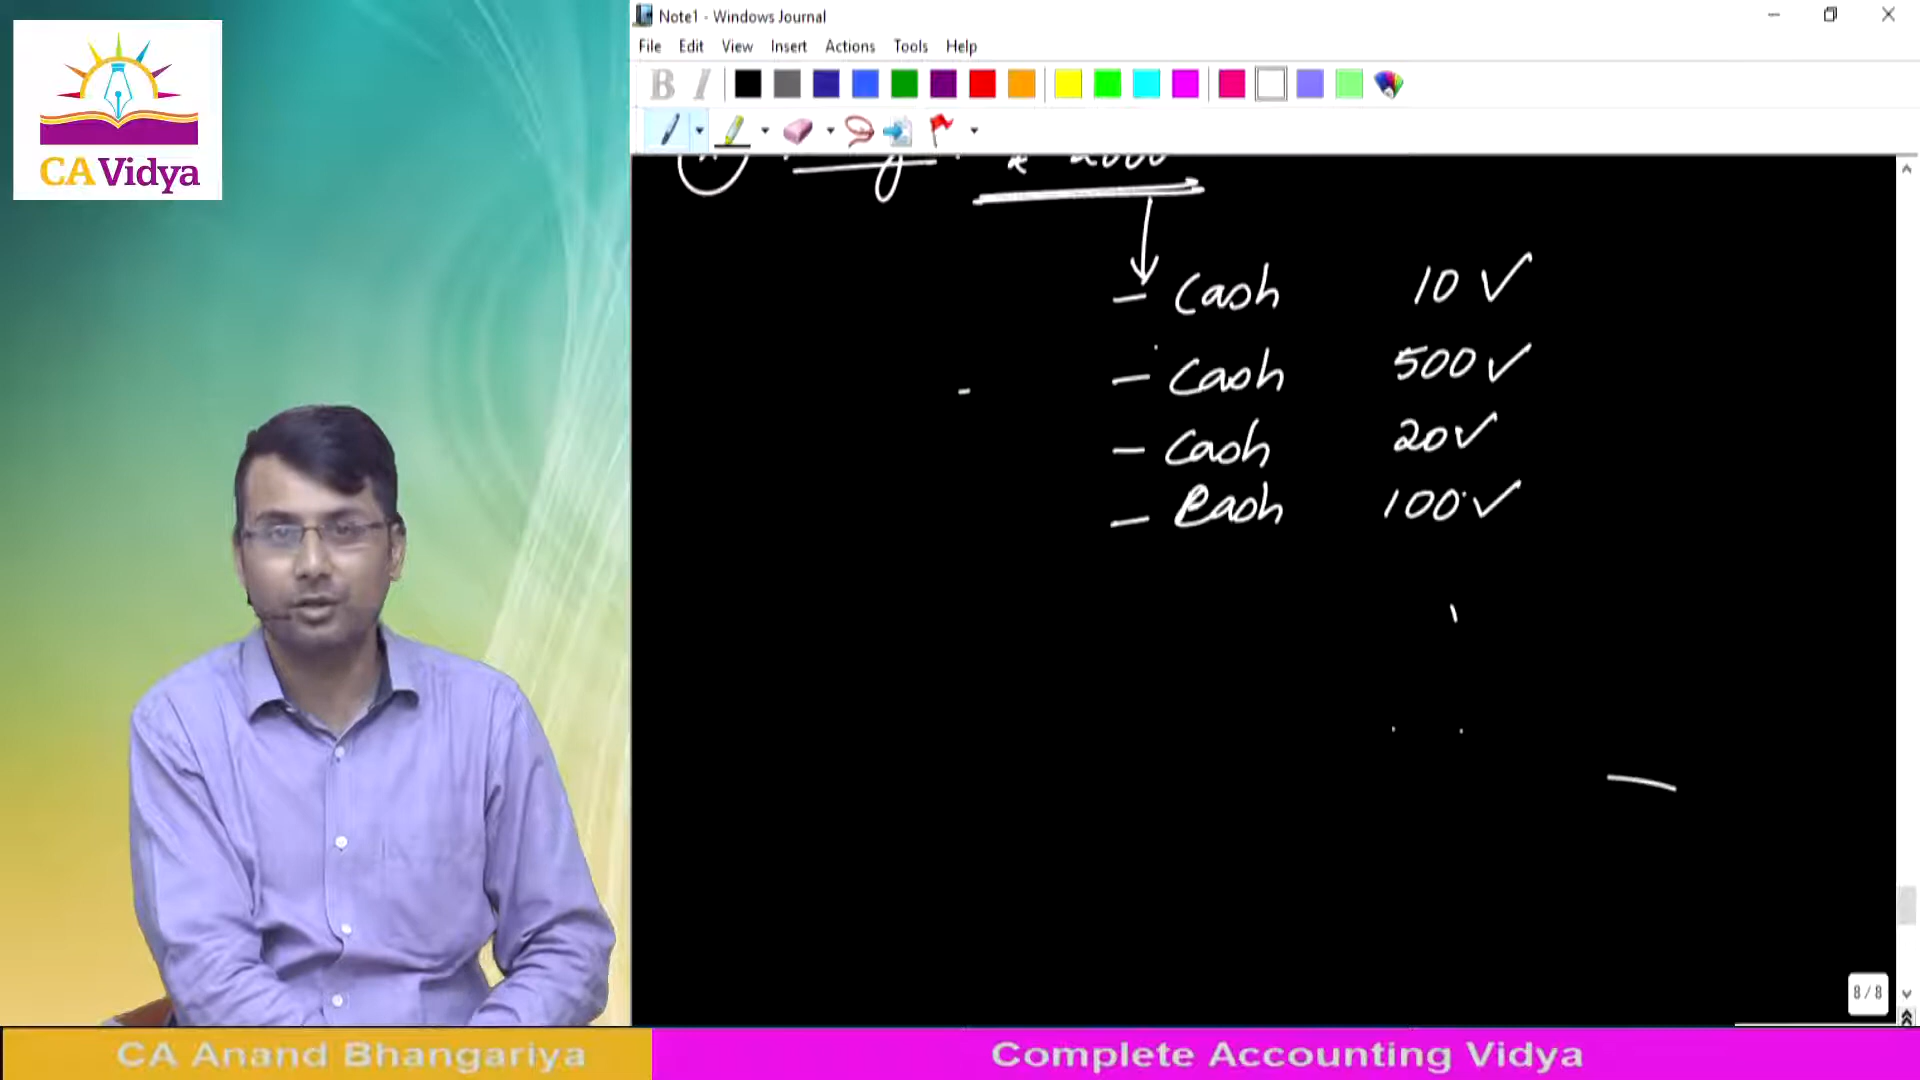 CA Vidya
Note1 - Windows Journal
File Edit View Insert Actions Tools Help
B I
2000
– Cash 10 ✓
– Cash 500 ✓
– Cash 20 ✓
– Cash 100 ✓
8 / 8
CA Anand Bhangariya
Complete Accounting Vidya